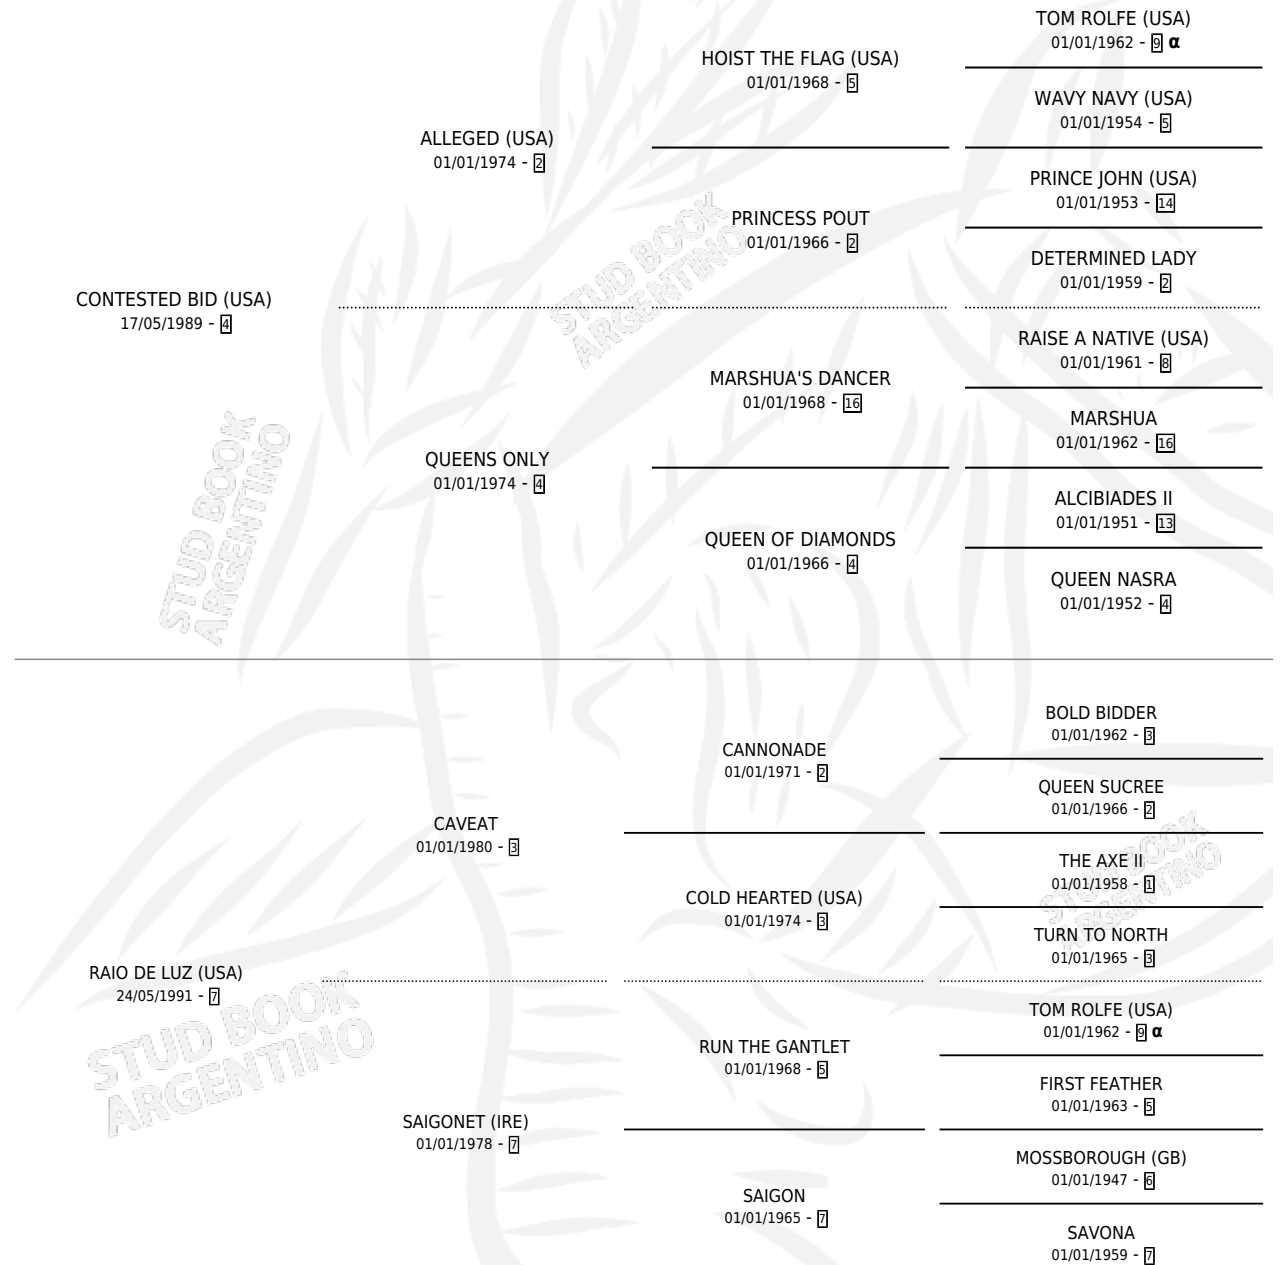 CONTESTED BID (USA)
17/05/1989 - 4
ALLEGED (USA)
01/01/1974 - 2
QUEENS ONLY
01/01/1974 - 4
HOIST THE FLAG (USA)
01/01/1968 - 5
PRINCESS POUT
01/01/1966 - 2
MARSHUA'S DANCER
01/01/1968 - 16
QUEEN OF DIAMONDS
01/01/1966 - 4
TOM ROLFE (USA)
01/01/1962 - 9 α
WAVY NAVY (USA)
01/01/1954 - 5
PRINCE JOHN (USA)
01/01/1953 - 14
DETERMINED LADY
01/01/1959 - 2
RAISE A NATIVE (USA)
01/01/1961 - 8
MARSHUA
01/01/1962 - 16
ALCIBIADES II
01/01/1951 - 13
QUEEN NASRA
01/01/1952 - 4
STUD BOOK
ARGENTINO
STUD BOOK
ARGENTINO
RAIO DE LUZ (USA)
24/05/1991 - 7
CAVEAT
01/01/1980 - 3
SAIGONET (IRE)
01/01/1978 - 7
CANNONADE
01/01/1971 - 2
COLD HEARTED (USA)
01/01/1974 - 3
RUN THE GANTLET
01/01/1968 - 5
SAIGON
01/01/1965 - 7
BOLD BIDDER
01/01/1962 - 3
QUEEN SUCREE
01/01/1966 - 2
THE AXE II
01/01/1958 - 1
TURN TO NORTH
01/01/1965 - 3
TOM ROLFE (USA)
01/01/1962 - 9 α
FIRST FEATHER
01/01/1963 - 5
MOSSBOROUGH (GB)
01/01/1947 - 6
SAVONA
01/01/1959 - 7
STUD BOOK
ARGENTINO
STUD BOOK
ARGENTINO